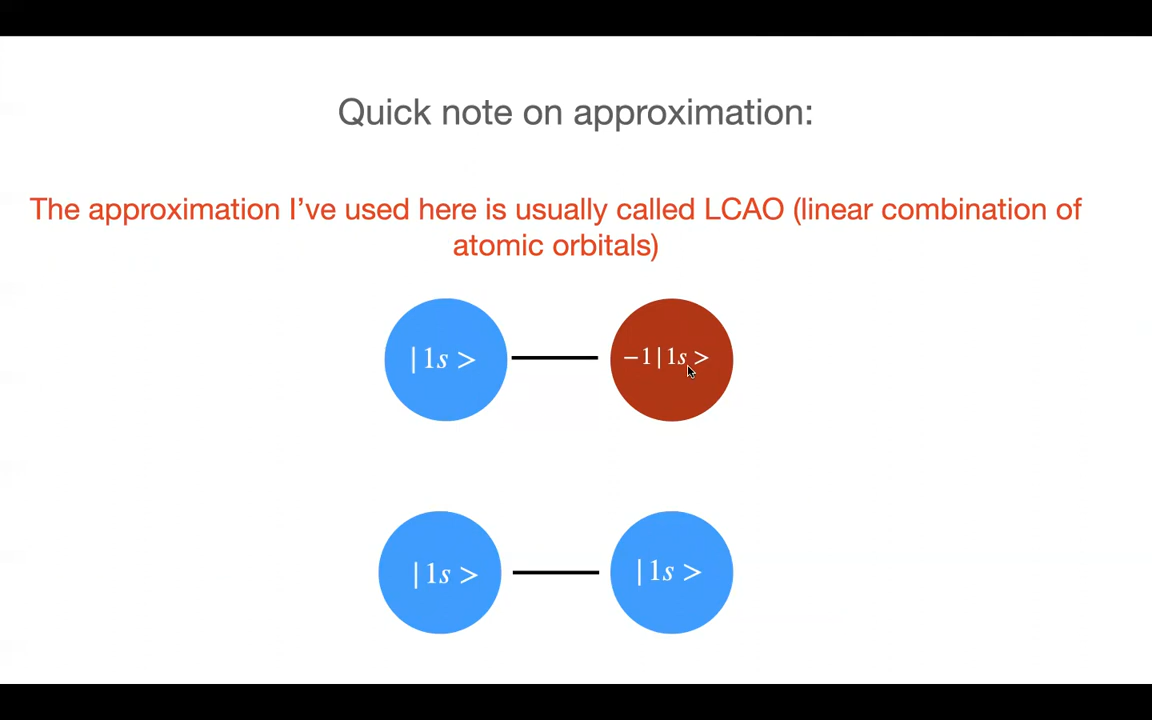 Quick note on approximation:
The approximation I’ve used here is usually called LCAO (linear combination of
atomic orbitals)
|1s >
−1|1s >
|1s >
|1s >